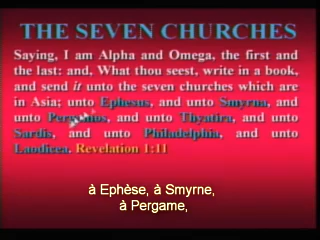 THE SEVEN CHURCHES
Saying, I am Alpha and Omega, the first and
the last: and, What thou seest, write in a book,
and send it unto the seven churches which are
in Asia; unto Ephesus, and unto Smyrna, and
unto Pergamos, and unto Thyatira, and unto
Sardis, and unto Philadelphia, and unto
Laodicea. Revelation 1:11
à Ephèse, à Smyrne,
à Pergame,